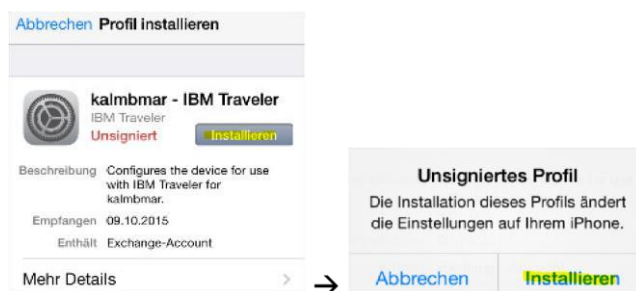 Abbrechen Profil installieren
kalmbmar - IBM Traveler
IBM Traveler
Unsigniert Installieren
Beschreibung Configures the device for use
with IBM Traveler for
kalmbmar.
Empfangen 09.10.2015
Enthält Exchange-Account
Mehr Details
→
Unsigniertes Profil
Die Installation dieses Profils ändert
die Einstellungen auf Ihrem iPhone.
Abbrechen Installieren